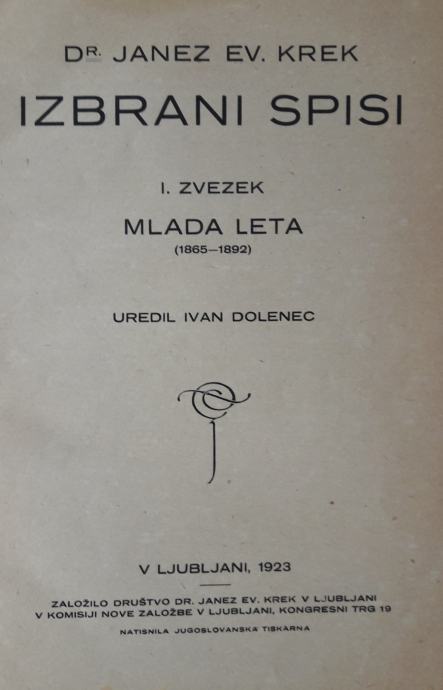 DR. JANEZ EV. KREK
IZBRANI SPISI
I. ZVEZEK
MLADA LETA
(1865—1892)
UREDIL IVAN DOLENEC
V LJUBLJANI, 1923
ZALOŽILO DRUŠTVO DR. JANEZ EV. KREK V LJUBLJANI
V KOMISIJI NOVE ZALOŽBE V LJUBLJANI, KONGRESNI TRG 19
NATISNILA JUGOSLOVANSKA TISKARNA